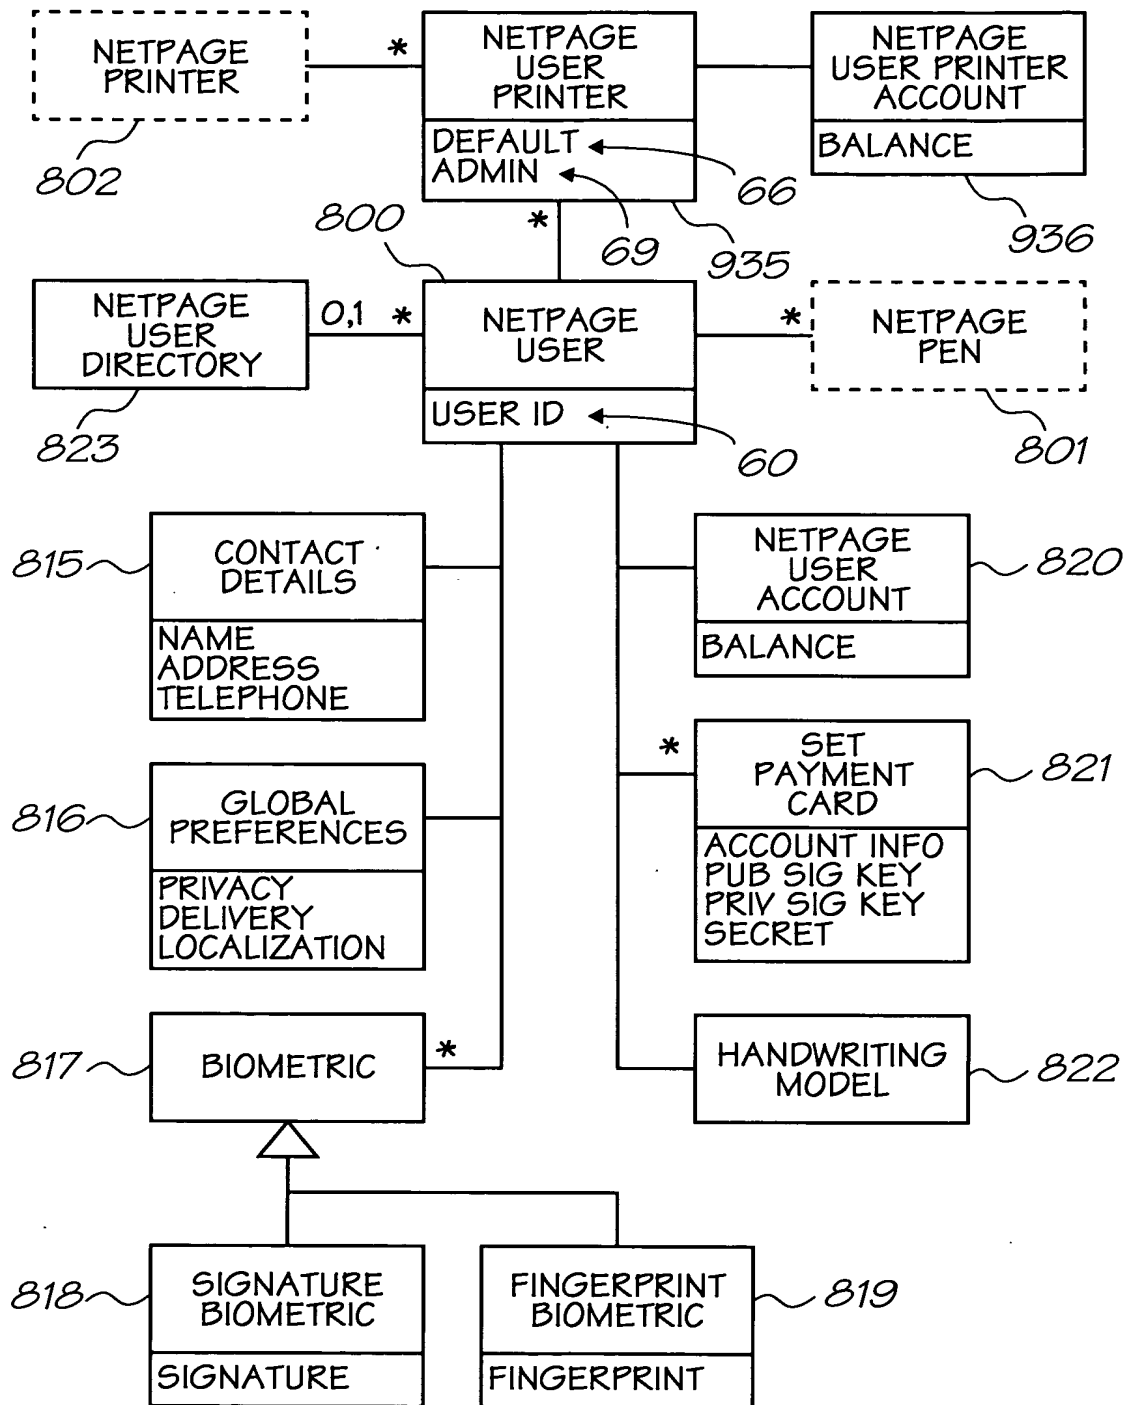 NETPAGE
PRINTER
*
NETPAGE
USER
PRINTER
NETPAGE
USER PRINTER
ACCOUNT
DEFAULT
ADMIN
BALANCE
802
66
69
935
936
800
*
NETPAGE
USER
DIRECTORY
0,1 *
NETPAGE
USER
*
NETPAGE
PEN
USER ID
823
60
801
815
CONTACT
DETAILS
NAME
ADDRESS
TELEPHONE
NETPAGE
USER
ACCOUNT
820
BALANCE
816
GLOBAL
PREFERENCES
PRIVACY
DELIVERY
LOCALIZATION
*
SET
PAYMENT
CARD
821
ACCOUNT INFO
PUB SIG KEY
PRIV SIG KEY
SECRET
817
BIOMETRIC
*
HANDWRITING
MODEL
822
818
SIGNATURE
BIOMETRIC
SIGNATURE
FINGERPRINT
BIOMETRIC
819
FINGERPRINT